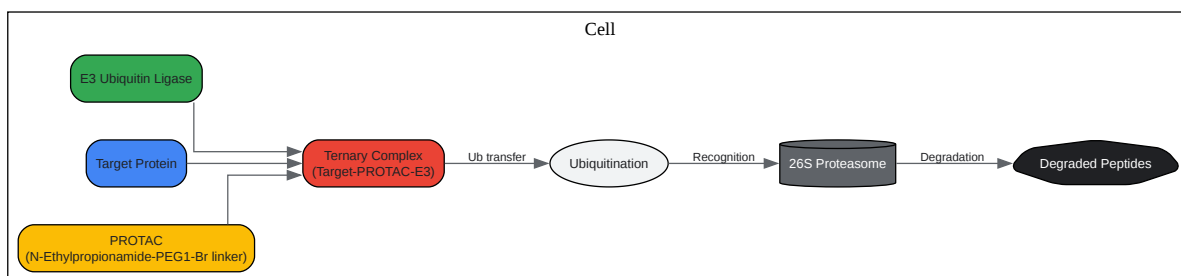 Cell
E3 Ubiquitin Ligase
Target Protein
PROTAC
(N-Ethylpropionamide-PEG1-Br linker)
Ternary Complex
(Target-PROTAC-E3)
Ub transfer
Ubiquitination
Recognition
26S Proteasome
Degradation
Degraded Peptides